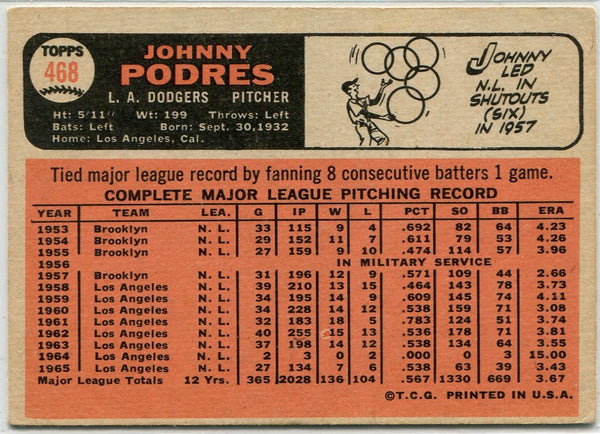 TOPPS
468
JOHNNY
PODRES
L. A. DODGERS PITCHER
Ht: 5'11" Wt: 199 Throws: Left
Bats: Left Born: Sept. 30,1932
Home: Los Angeles, Cal.
JOHNNY
LED
N.L. IN
SHUTOUTS
(SIX)
IN 1957
Tied major league record by fanning 8 consecutive batters 1 game.
COMPLETE MAJOR LEAGUE PITCHING RECORD
YEAR TEAM LEA. G IP W L PCT SO BB ERA
1953 Brooklyn N. L. 33 115 9 4 .692 82 64 4.23
1954 Brooklyn N. L. 29 152 11 7 .611 79 53 4.26
1955 Brooklyn N. L. 27 159 9 10 .474 114 57 3.96
1956 IN MILITARY SERVICE
1957 Brooklyn N. L. 31 196 12 9 .571 109 44 2.66
1958 Los Angeles N. L. 39 210 13 15 .464 143 78 3.73
1959 Los Angeles N. L. 34 195 14 9 .609 145 74 4.11
1960 Los Angeles N. L. 34 228 14 12 .538 159 71 3.08
1961 Los Angeles N. L. 32 183 18 5 .783 124 51 3.74
1962 Los Angeles N. L. 40 255 15 13 .536 178 71 3.81
1963 Los Angeles N. L. 37 198 14 12 .538 134 64 3.55
1964 Los Angeles N. L. 2 3 0 2 .000 0 3 15.00
1965 Los Angeles N. L. 27 134 7 6 .538 63 39 3.43
Major League Totals 12 Yrs. 365 2028 136 104 .567 1330 669 3.67
©T.C.G. PRINTED IN U.S.A.